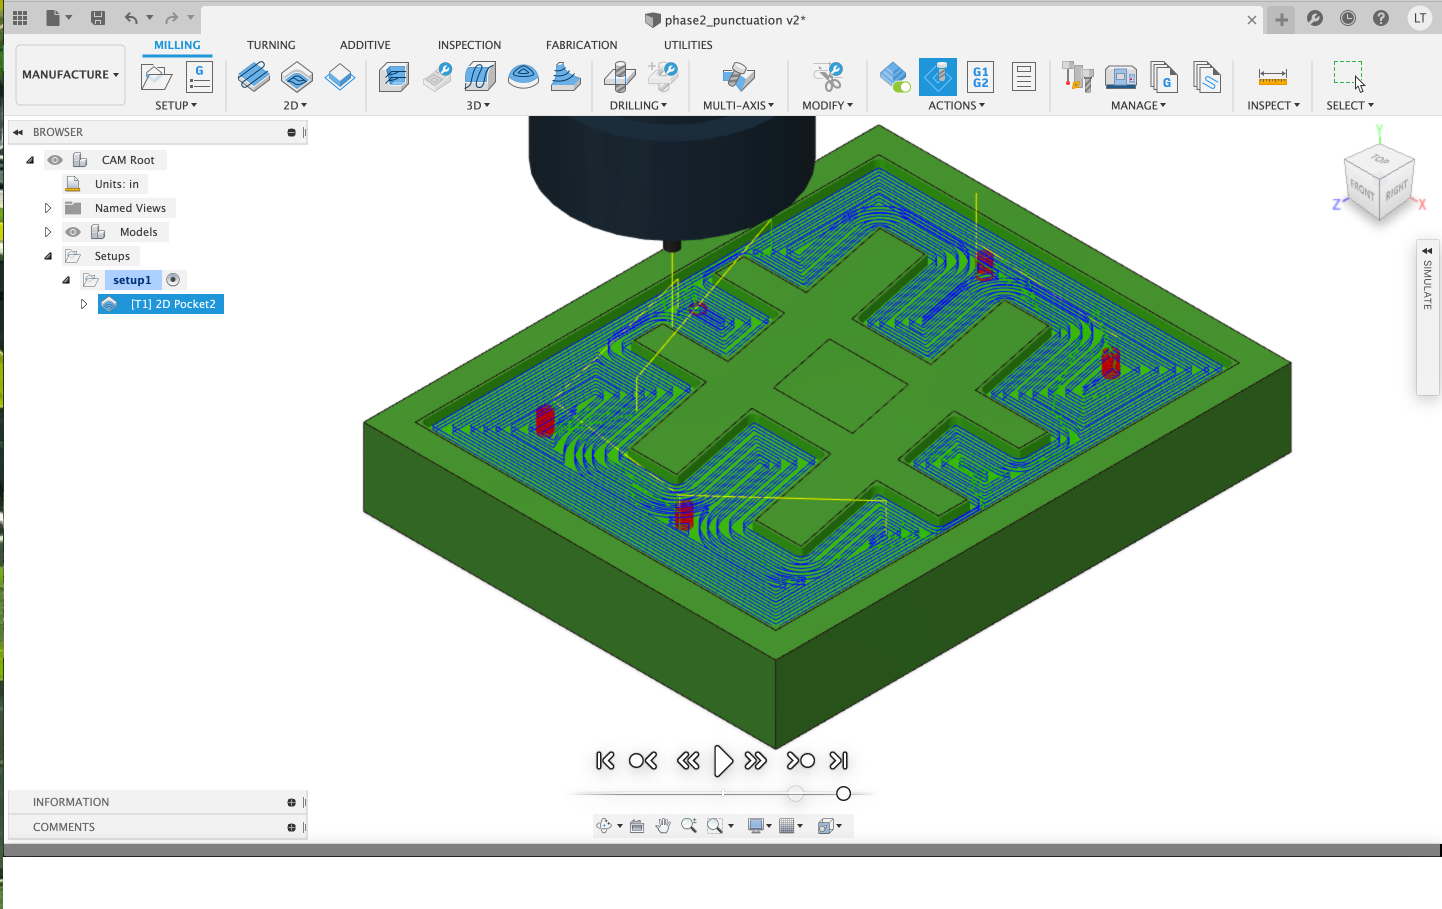 phase2_punctuation v2*
LT
MILLING TURNING ADDITIVE INSPECTION FABRICATION UTILITIES
MANUFACTURE
G
G1
G2
G
SETUP 2D 3D DRILLING MULTI-AXIS MODIFY ACTIONS MANAGE INSPECT SELECT
BROWSER
CAM Root
Units: in
Named Views
Models
Setups
setup1
[T1] 2D Pocket2
Y
TOP
FRONT
RIGHT
Z
X
SIMULATE
INFORMATION
COMMENTS